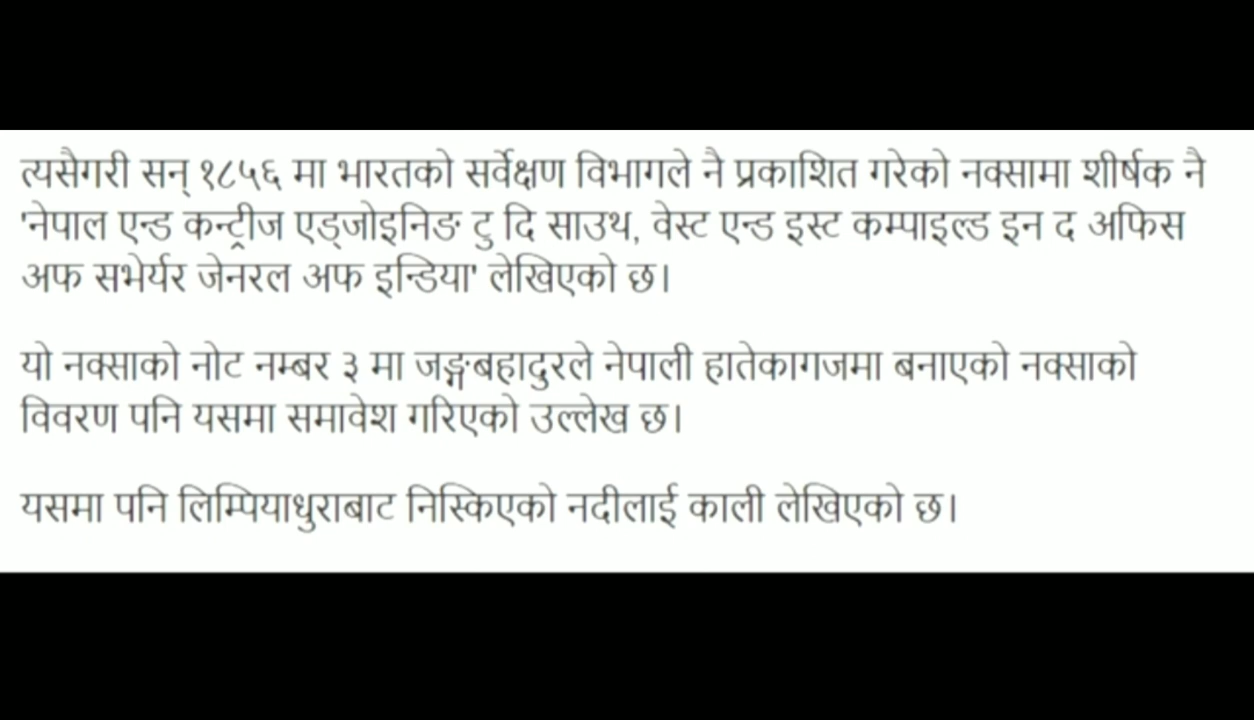 त्यसैगरी सन् १८५६ मा भारतको सर्वेक्षण विभागले नै प्रकाशित गरेको नक्सामा शीर्षक नै
'नेपाल एन्ड कन्ट्रीज एड्जोइनिङ टु दि साउथ, वेस्ट एन्ड इस्ट कम्पाइल्ड इन द अफिस
अफ सभेर्यर जेनरल अफ इन्डिया' लेखिएको छ।
यो नक्साको नोट नम्बर ३ मा जङ्गबहादुरले नेपाली हातेकागजमा बनाएको नक्साको
विवरण पनि यसमा समावेश गरिएको उल्लेख छ।
यसमा पनि लिम्पियाधुराबाट निस्किएको नदीलाई काली लेखिएको छ।